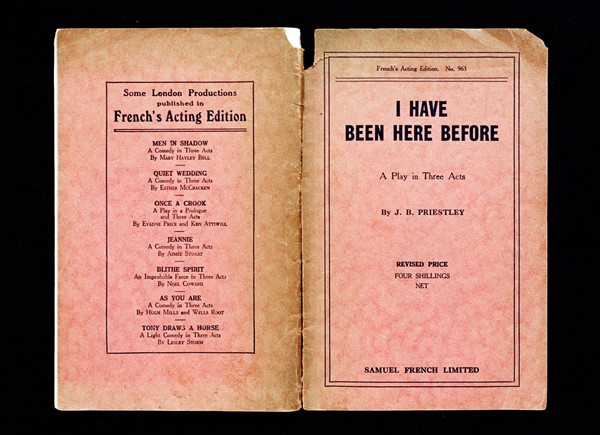 Some London Productions
published in
French's Acting Edition
MEN IN SHADOW
A Comedy in Three Acts
By Mary Hayley Bell
QUIET WEDDING
A Comedy in Three Acts
By Esther McCracken
ONCE A CROOK
A Play in a Prologue
and Three Acts
By Evadne Price and Ken Attiwill
JEANNIE
A Comedy in Three Acts
By Aimée Stuart
BLITHE SPIRIT
An Improbable Farce in Three Acts
By Noel Coward
AS YOU ARE
A Comedy in Three Acts
By Hugh Mills and Wells Root
TONY DRAWS A HORSE
A Light Comedy in Three Acts
By Lesley Storm
French's Acting Edition. No. 963
I HAVE
BEEN HERE BEFORE
A Play in Three Acts
By J. B. PRIESTLEY
REVISED PRICE
FOUR SHILLINGS
NET
SAMUEL FRENCH LIMITED